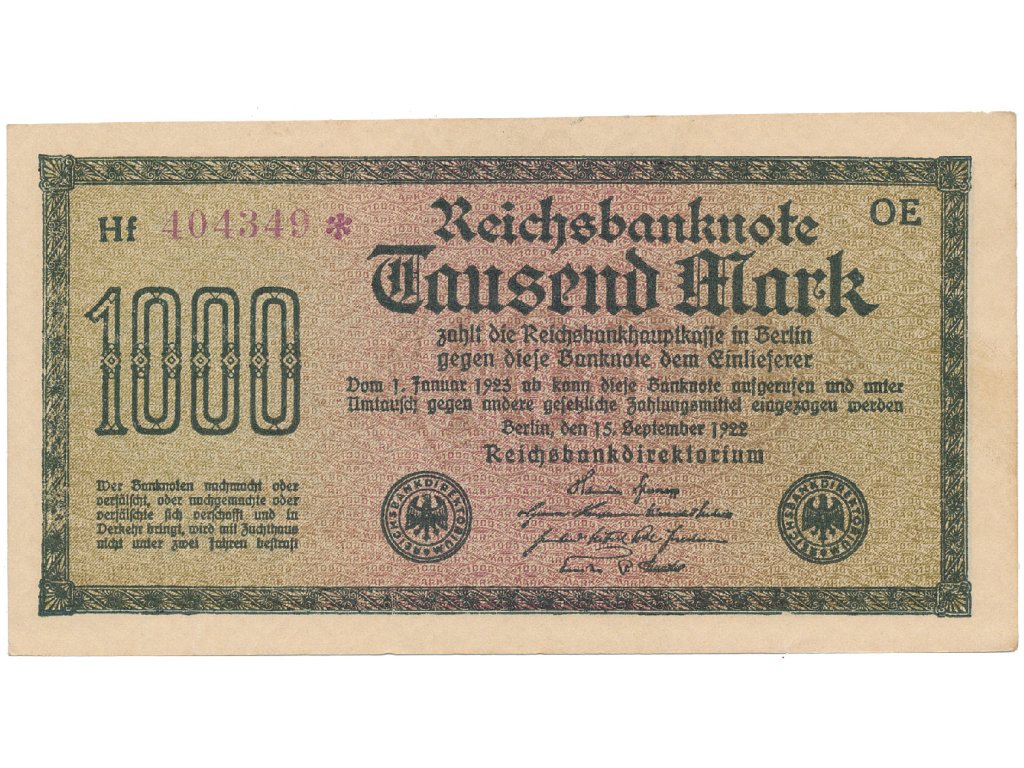 Hf 404349 *
OE
Reichsbanknote
Tausend Mark
1000
zahlt die Reichsbankhauptkasse in Berlin
gegen diese Banknote dem Einlieferer
Vom 1. Januar 1923 ab kann diese Banknote aufgerufen und unter
Umtausch gegen andere gesetzliche Zahlungsmittel eingezogen werden
Berlin, den 15. September 1922
Reichsbankdirektorium
Wer Banknoten nachmacht oder
verfälscht, oder nachgemachte oder
verfälschte sich verschafft und in
Verkehr bringt, wird mit Zuchthaus
nicht unter zwei Jahren bestraft
REICHSBANKDIREKTORIUM
REICHSBANKDIREKTORIUM